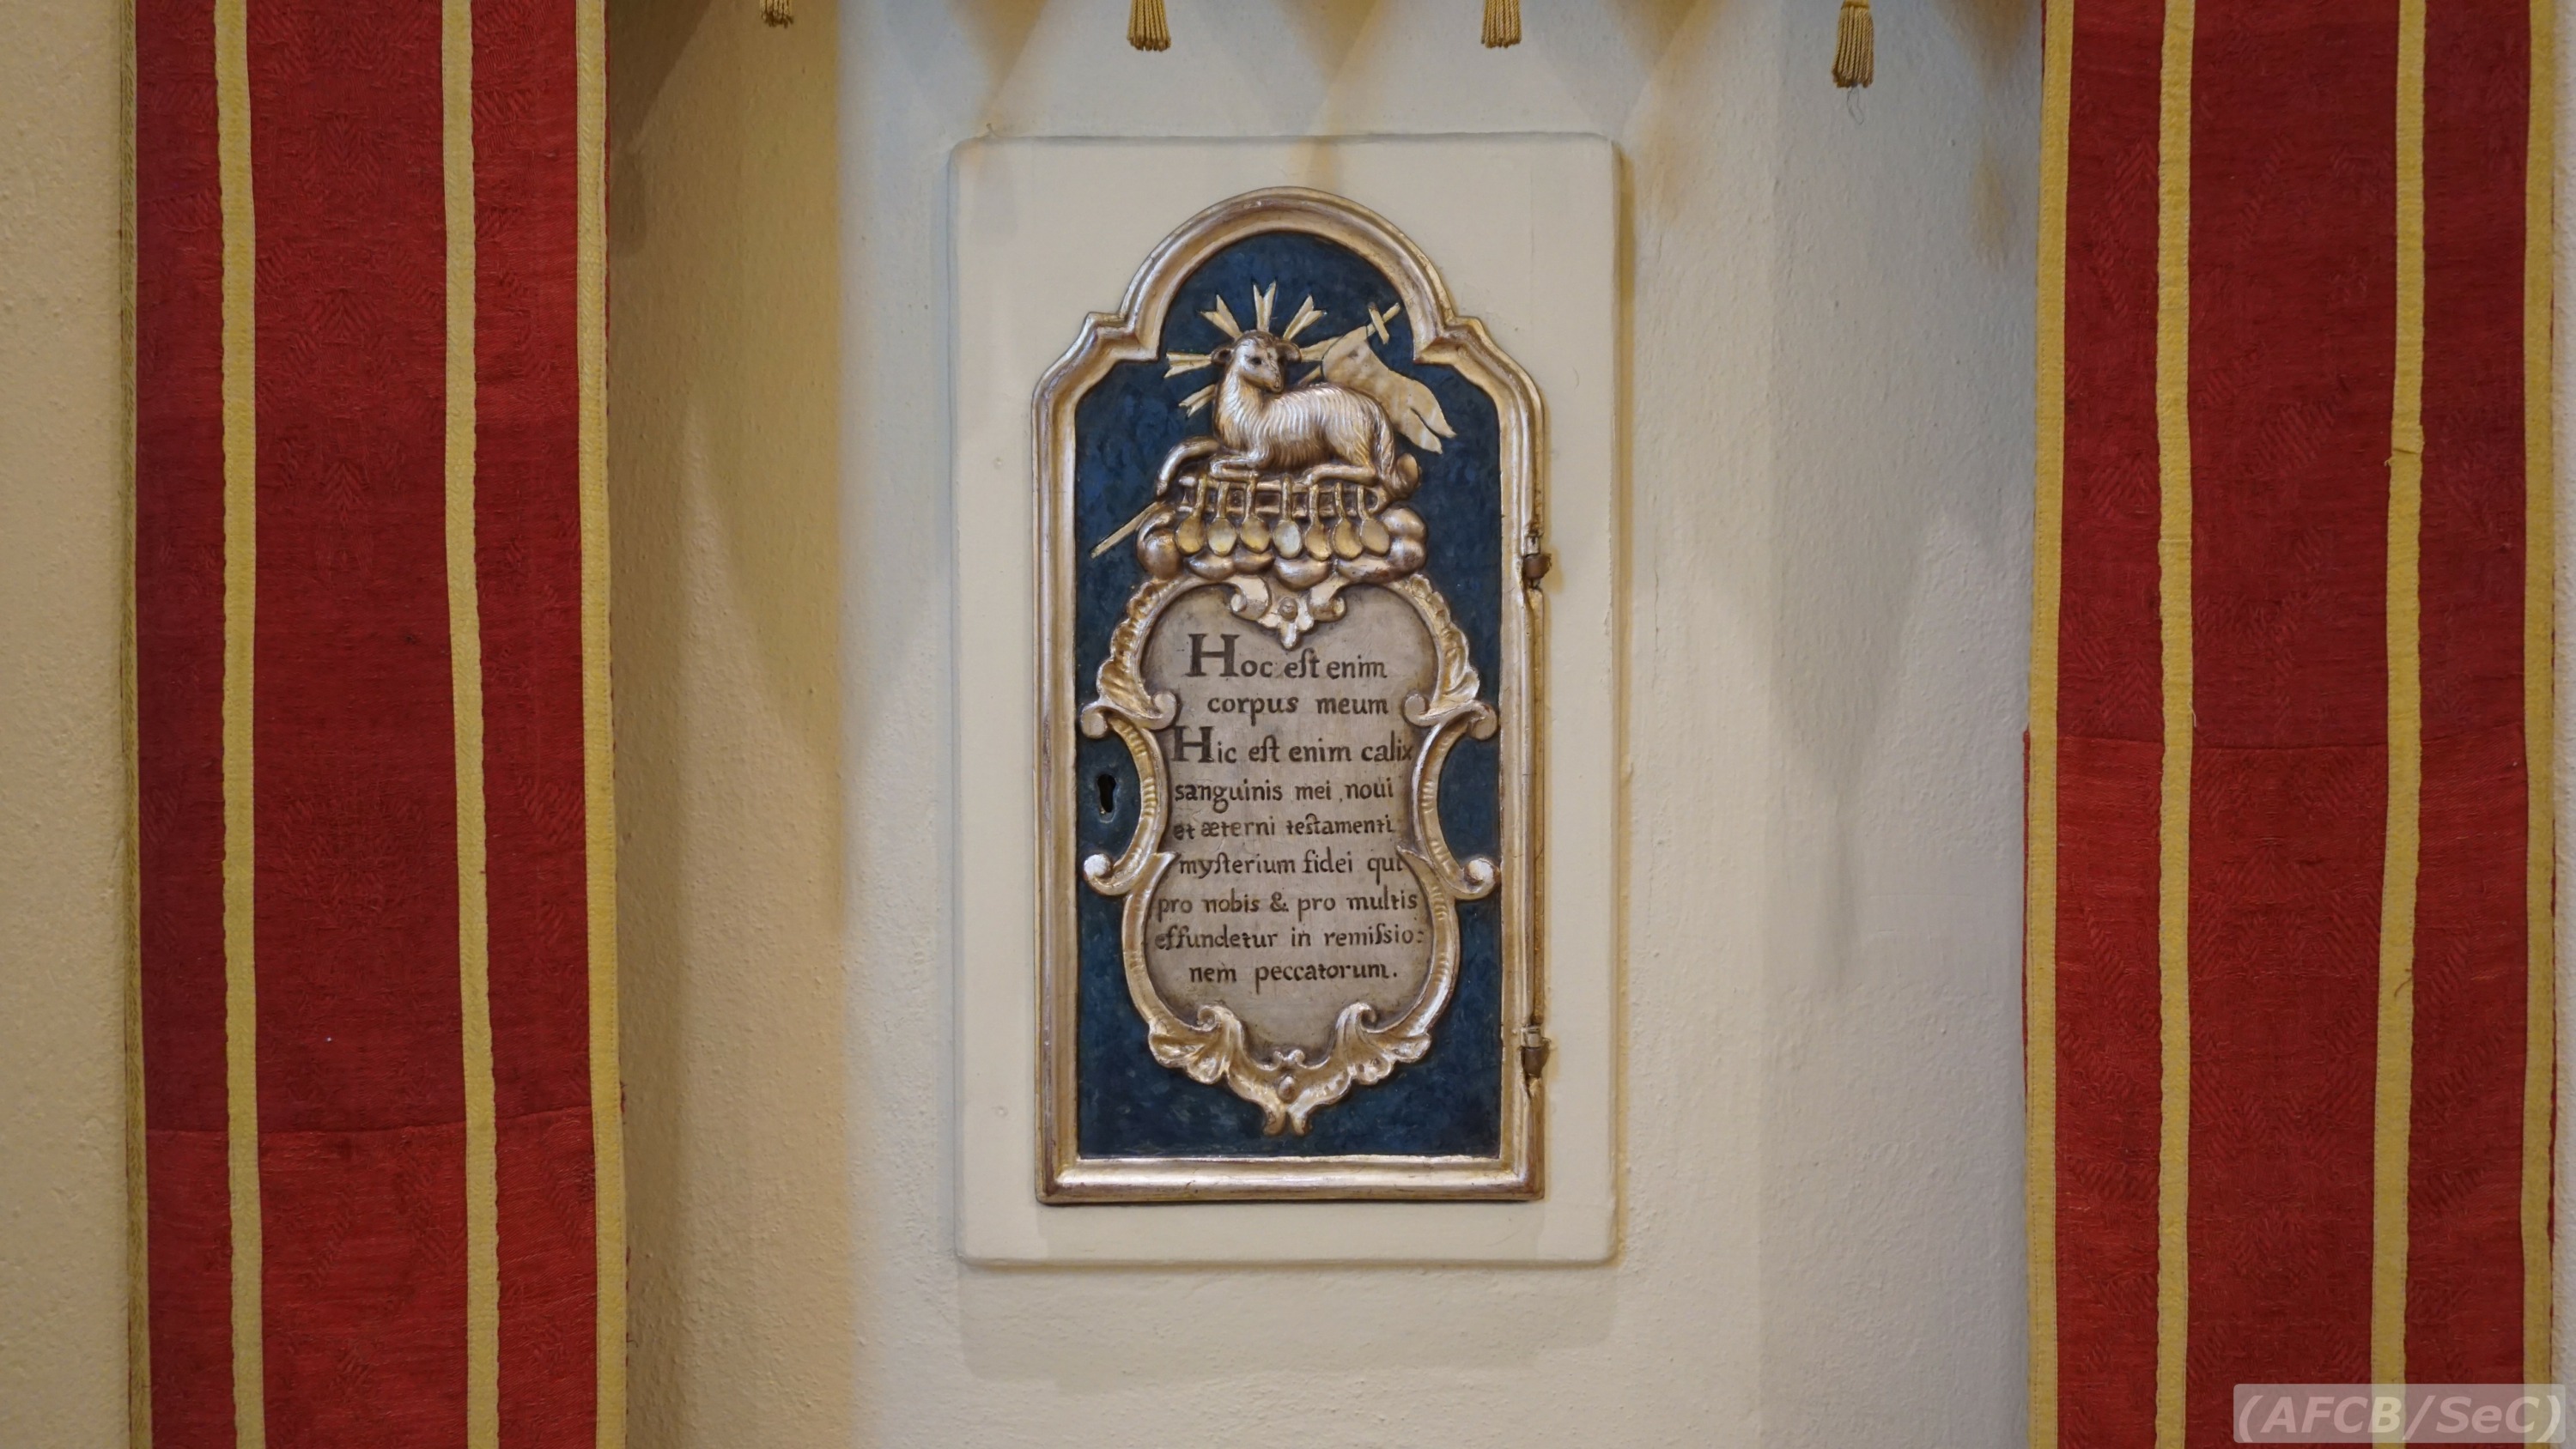 Hoc eſt enim
corpus meum
Hic eſt enim calix
sanguinis mei, noui
et æterni testamenti
myſterium fidei qui
pro nobis & pro multis
effundetur in remiſsio:
nem peccatorum.
(AFCB/SeC)